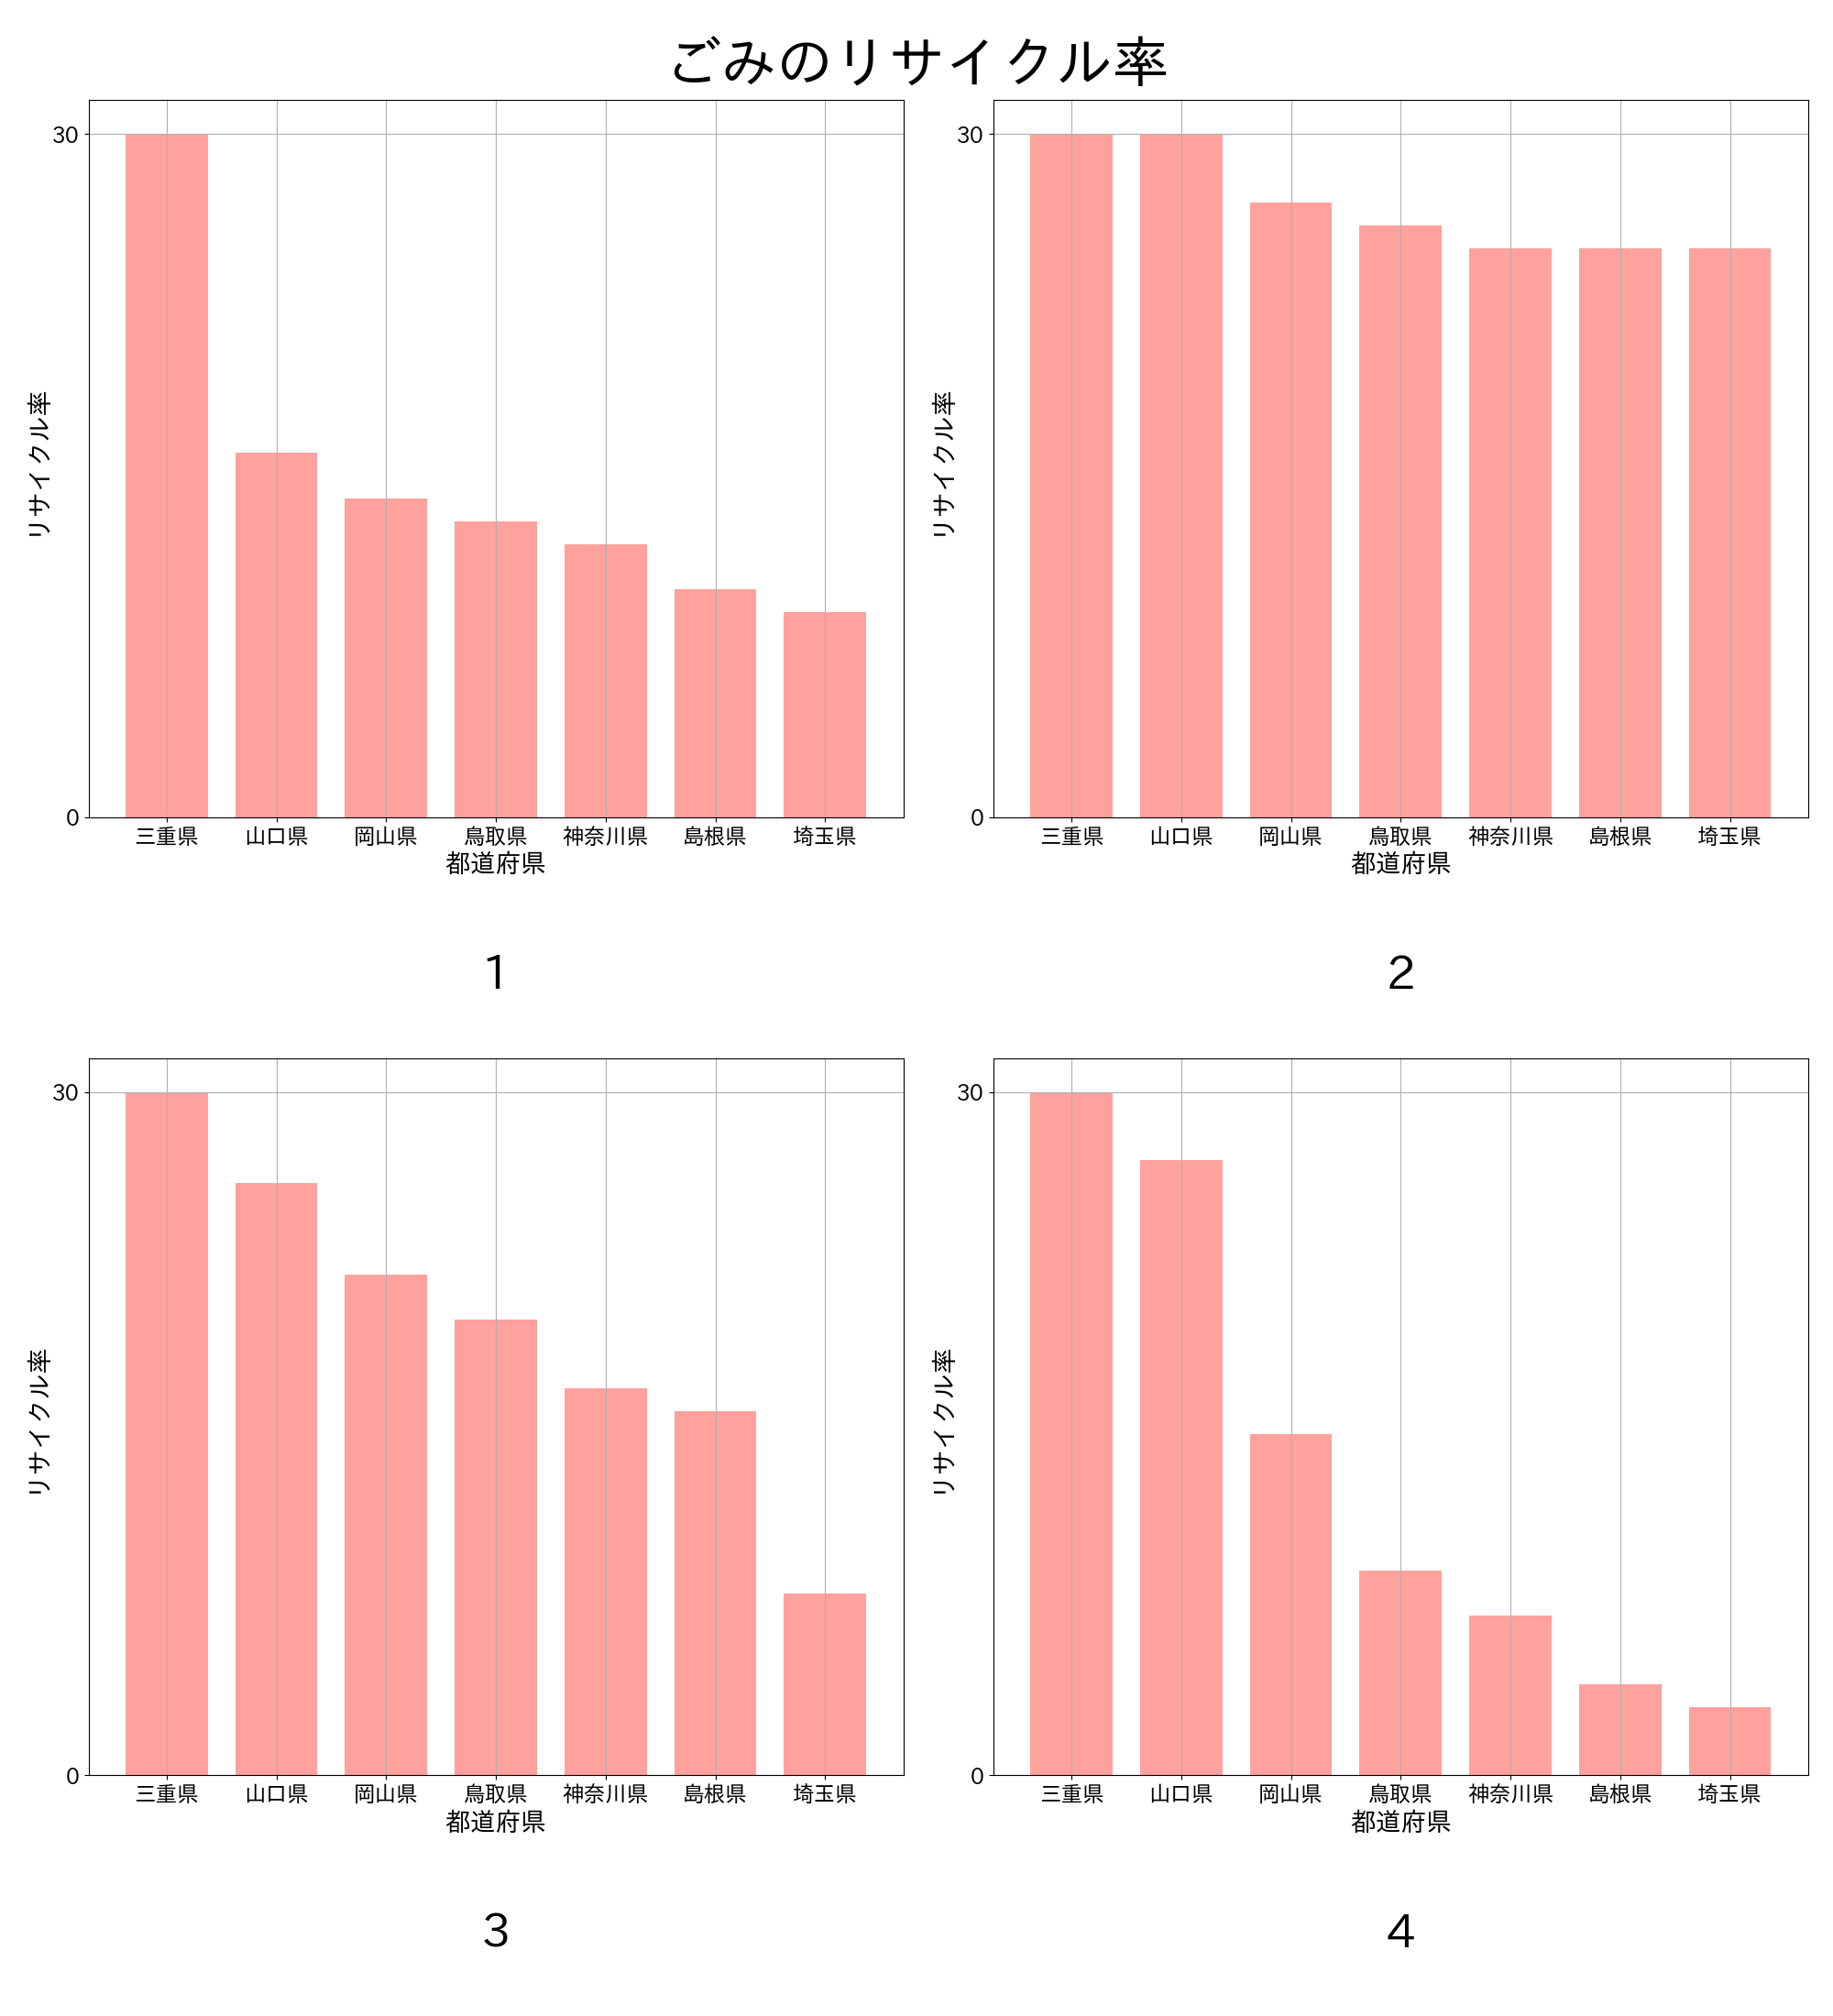 ごみのリサイクル率
30
0
リサイクル率
三重県 山口県 岡山県 鳥取県 神奈川県 島根県 埼玉県
都道府県
1
30
0
リサイクル率
三重県 山口県 岡山県 鳥取県 神奈川県 島根県 埼玉県
都道府県
2
30
0
リサイクル率
三重県 山口県 岡山県 鳥取県 神奈川県 島根県 埼玉県
都道府県
3
30
0
リサイクル率
三重県 山口県 岡山県 鳥取県 神奈川県 島根県 埼玉県
都道府県
4